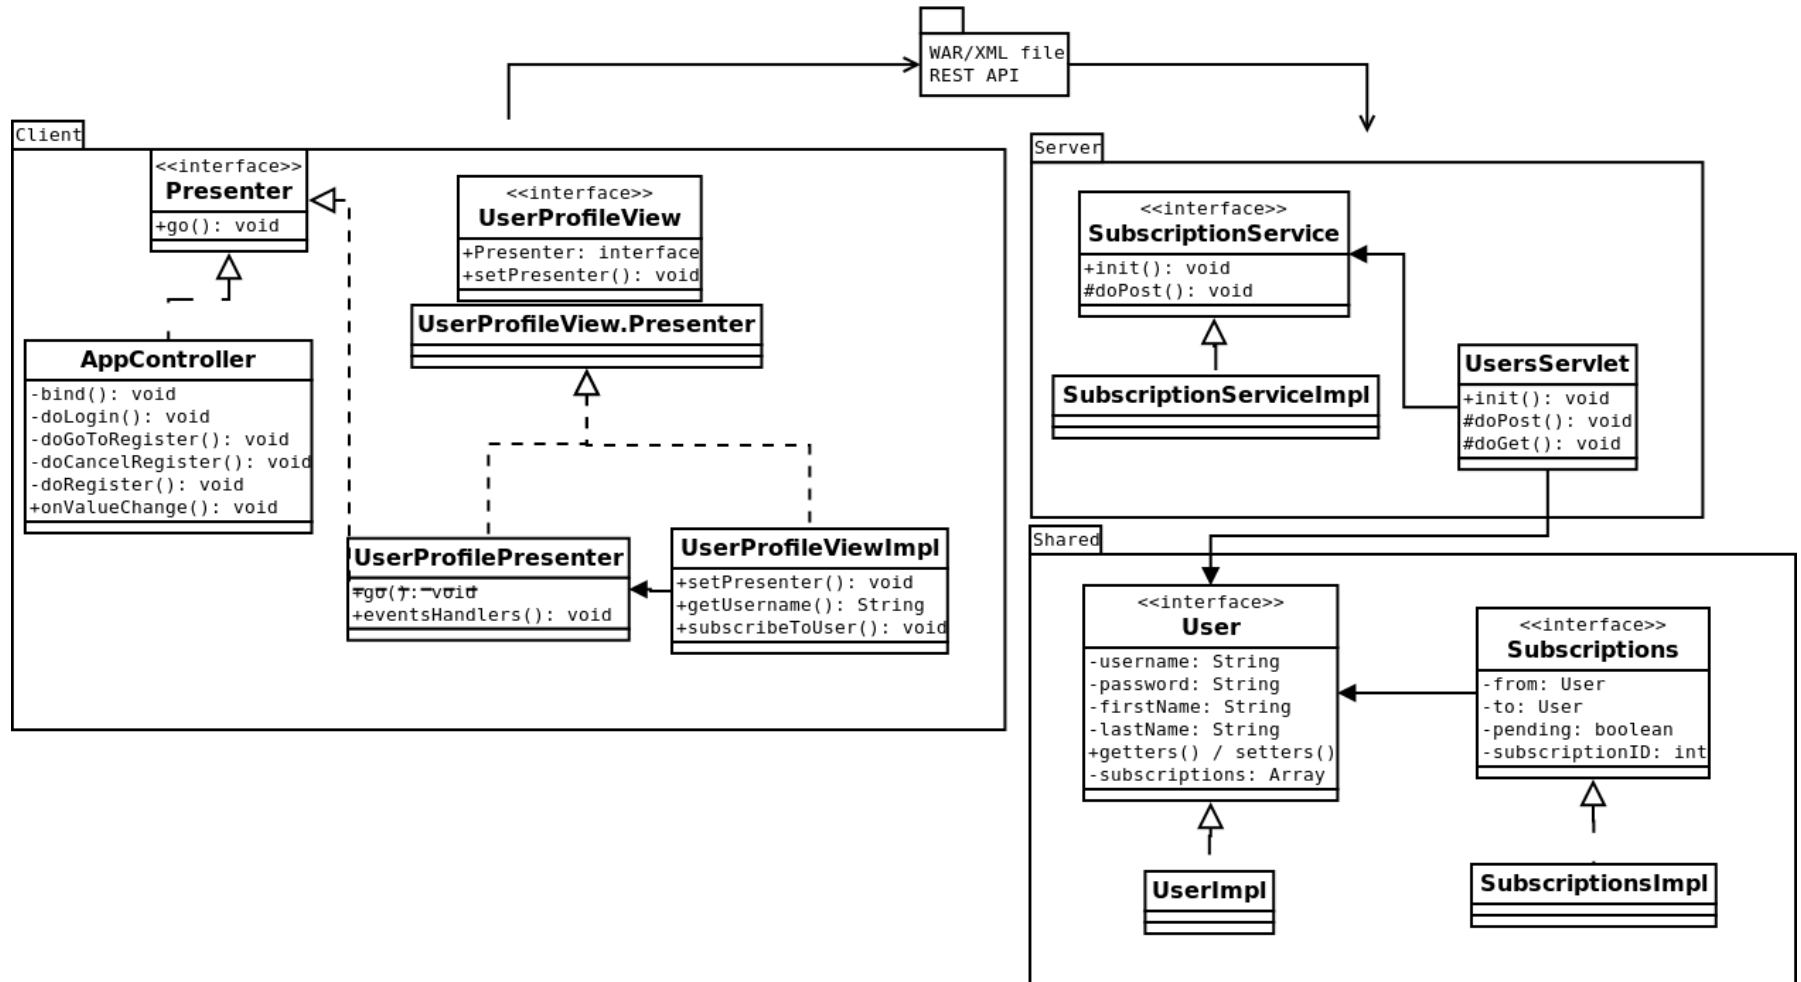 WAR/XML file
REST API
Client
<<interface>>
Presenter
+go(): void
<<interface>>
UserProfileView
+Presenter: interface
+setPresenter(): void
UserProfileView.Presenter
AppController
-bind(): void
-doLogin(): void
-doGoToRegister(): void
-doCancelRegister(): void
-doRegister(): void
+onValueChange(): void
UserProfilePresenter
+go(): void
+eventsHandlers(): void
UserProfileViewImpl
+setPresenter(): void
+getUsername(): String
+subscribeToUser(): void
Server
<<interface>>
SubscriptionService
+init(): void
#doPost(): void
SubscriptionServiceImpl
UsersServlet
+init(): void
#doPost(): void
#doGet(): void
Shared
<<interface>>
User
-username: String
-password: String
-firstName: String
-lastName: String
+getters() / setters()
-subscriptions: Array
<<interface>>
Subscriptions
-from: User
-to: User
-pending: boolean
-subscriptionID: int
UserImpl
SubscriptionsImpl